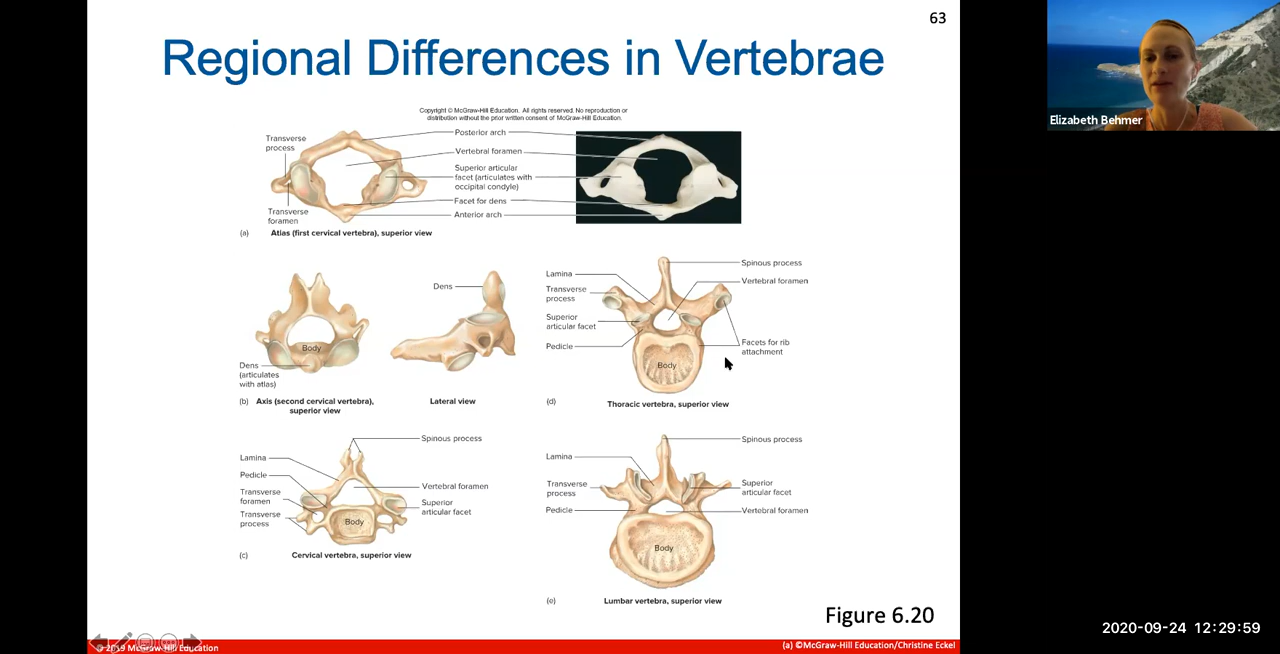 63
Regional Differences in Vertebrae
Elizabeth Behmer
Copyright © McGraw-Hill Education. All rights reserved. No reproduction or
distribution without the prior written consent of McGraw-Hill Education.
Transverse
process
Transverse
foramen
Posterior arch
Vertebral foramen
Superior articular
facet (articulates with
occipital condyle)
Facet for dens
Anterior arch
(a) Atlas (first cervical vertebra), superior view
Body
Dens
(articulates
with atlas)
Dens
(b) Axis (second cervical vertebra),
superior view
Lateral view
Lamina
Transverse
process
Superior
articular facet
Pedicle
Spinous process
Vertebral foramen
Facets for rib
attachment
Body
(d) Thoracic vertebra, superior view
Lamina
Pedicle
Transverse
foramen
Transverse
process
Spinous process
Vertebral foramen
Superior
articular facet
Body
(c) Cervical vertebra, superior view
Lamina
Transverse
process
Pedicle
Spinous process
Superior
articular facet
Vertebral foramen
Body
(e) Lumbar vertebra, superior view
Figure 6.20
© 2019 McGraw-Hill Education
(a) ©McGraw-Hill Education/Christine Eckel
2020-09-24 12:29:59